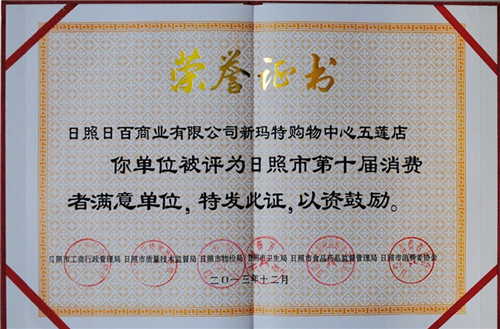 荣誉证书
日照日百商业有限公司新玛特购物中心五莲店
你单位被评为日照市第十届消费
者满意单位，特发此证，以资鼓励。
日照市工商行政管理局 日照市质量技术监督局 日照市物价局 日照市卫生局 日照市食品药品监督管理局 日照市消费者协会
二〇一三年十二月